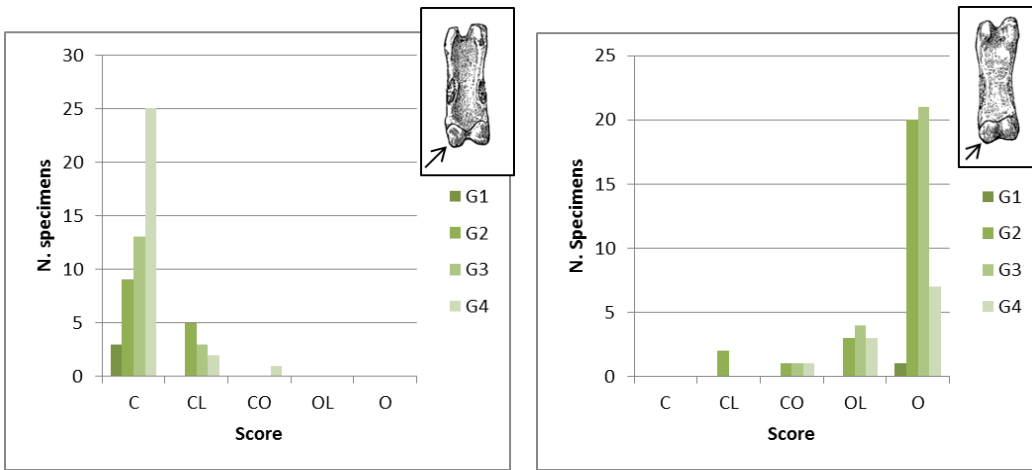 30
25
20
15
10
5
0
N. specimens
C CL CO OL O
Score
G1
G2
G3
G4
25
20
15
10
5
0
N. Specimens
C CL CO OL O
Score
G1
G2
G3
G4